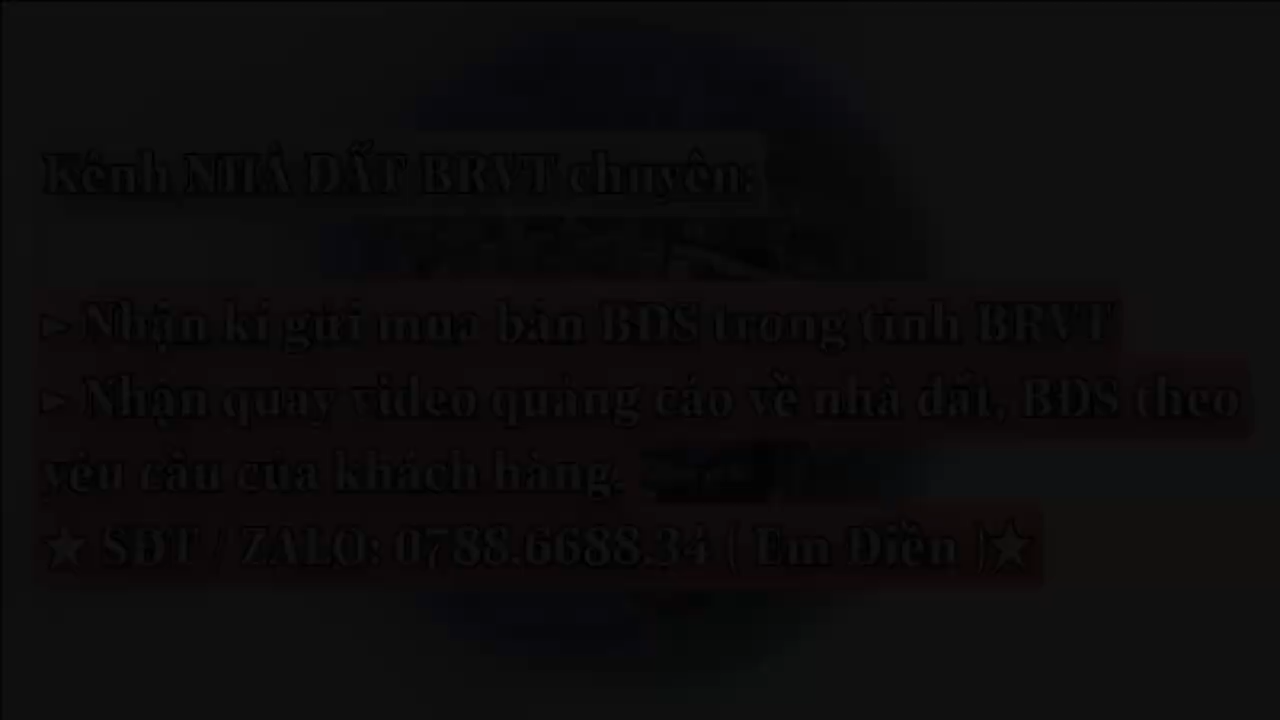 Kênh NHÀ ĐẤT BRVT chuyên:
► Nhận kí gửi mua bán BĐS trong tỉnh BRVT
► Nhận quay video quảng cáo về nhà đất, BĐS theo
yêu cầu của khách hàng.
★ SĐT / ZALO: 0788.6688.34 ( Em Điền )★